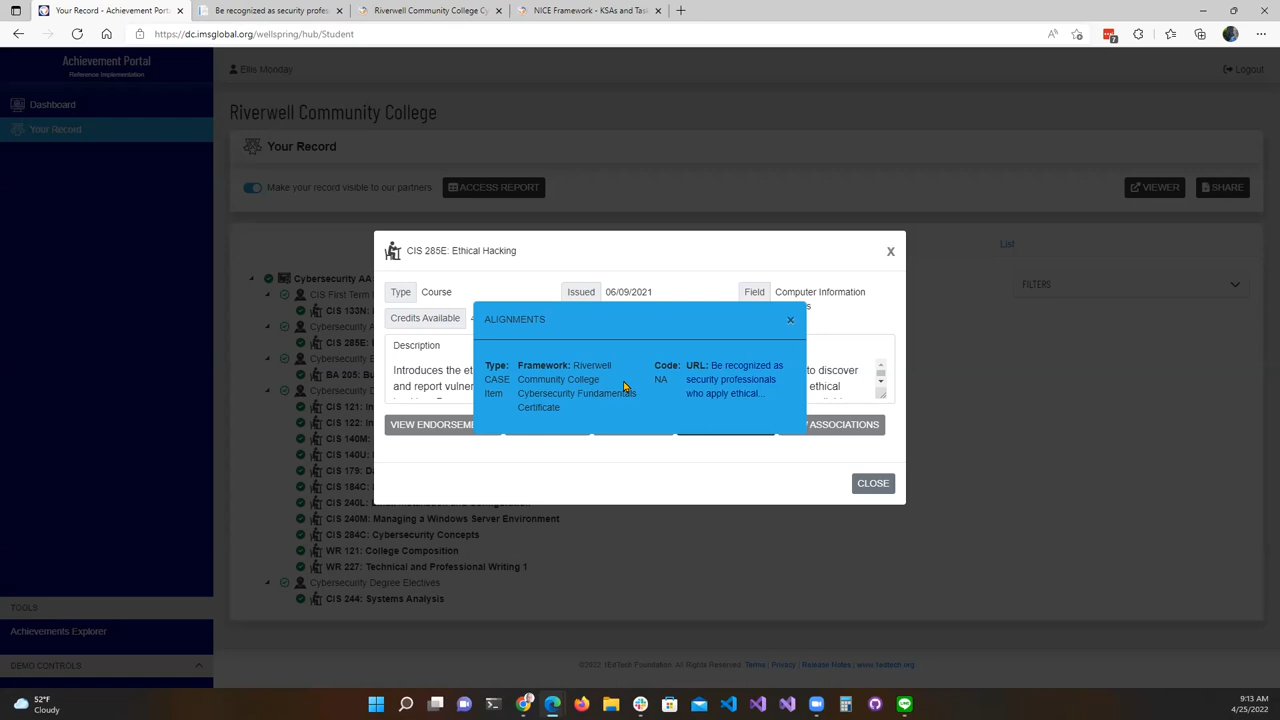 Your Record - Achievement Porta
Be recognized as security profes
Riverwell Community College Cy
NICE Framework - KSAs and Task
https://dc.imsglobal.org/wellspring/hub/Student
7
Achievement Portal
Reference Implementation
Dashboard
Your Record
TOOLS
Achievements Explorer
DEMO CONTROLS
Ellis Monday
Logout
Riverwell Community College
Your Record
Make your record visible to our partners
ACCESS REPORT
VIEWER
SHARE
List
FILTERS
Cybersecurity AA
CIS First Term
CIS 133N:
Cybersecurity A
CIS 285E:
Cybersecurity E
BA 205:
Cybersecurity D
CIS 121:
CIS 122:
CIS 140M:
CIS 140U:
CIS 179:
CIS 184C:
CIS 240L:
CIS 240M: Managing a Windows Server Environment
CIS 284C: Cybersecurity Concepts
WR 121: College Composition
WR 227: Technical and Professional Writing 1
Cybersecurity Degree Electives
CIS 244: Systems Analysis
CIS 285E: Ethical Hacking
X
Type Course
Issued 06/09/2021
Field Computer Information
Credits Available 4
Description
Introduces the e
and report vulner
to discover
ethical
VIEW ENDORSEME
ASSOCIATIONS
CLOSE
ALIGNMENTS
×
Type: CASE Item
Framework: Riverwell
Community College
Cybersecurity Fundamentals
Certificate
Code: NA
URL: Be recognized as
security professionals
who apply ethical...
©2022 1EdTech Foundation. All Rights Reserved. Terms | Privacy | Release Notes | www.1edtech.org
52°F
Cloudy
9:13 AM
4/25/2022